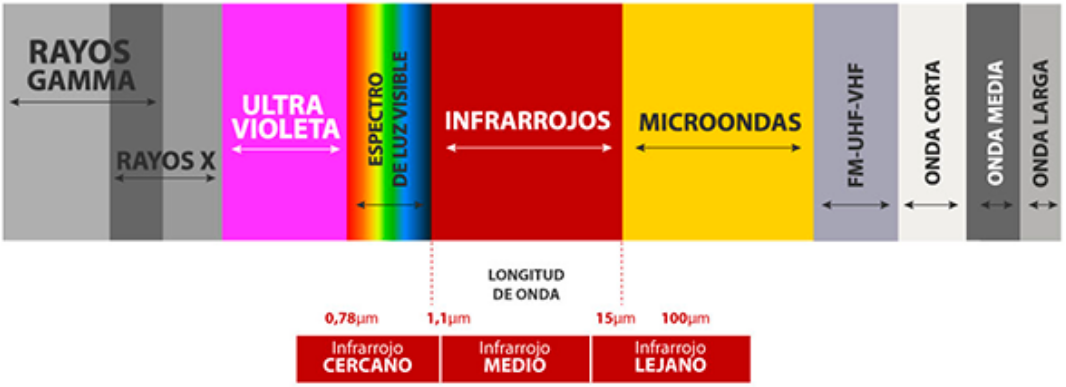 RAYOS
GAMMA
RAYOS X
ULTRA
VIOLETA
ESPECTRO
DE LUZ VISIBLE
INFRARROJOS
MICROONDAS
FM-UHF-VHF
ONDA CORTA
ONDA MEDIA
ONDA LARGA
LONGITUD
DE ONDA
0,78µm 1,1µm 15µm 100µm
Infrarrojo
CERCANO
Infrarrojo
MEDIO
Infrarrojo
LEJANO